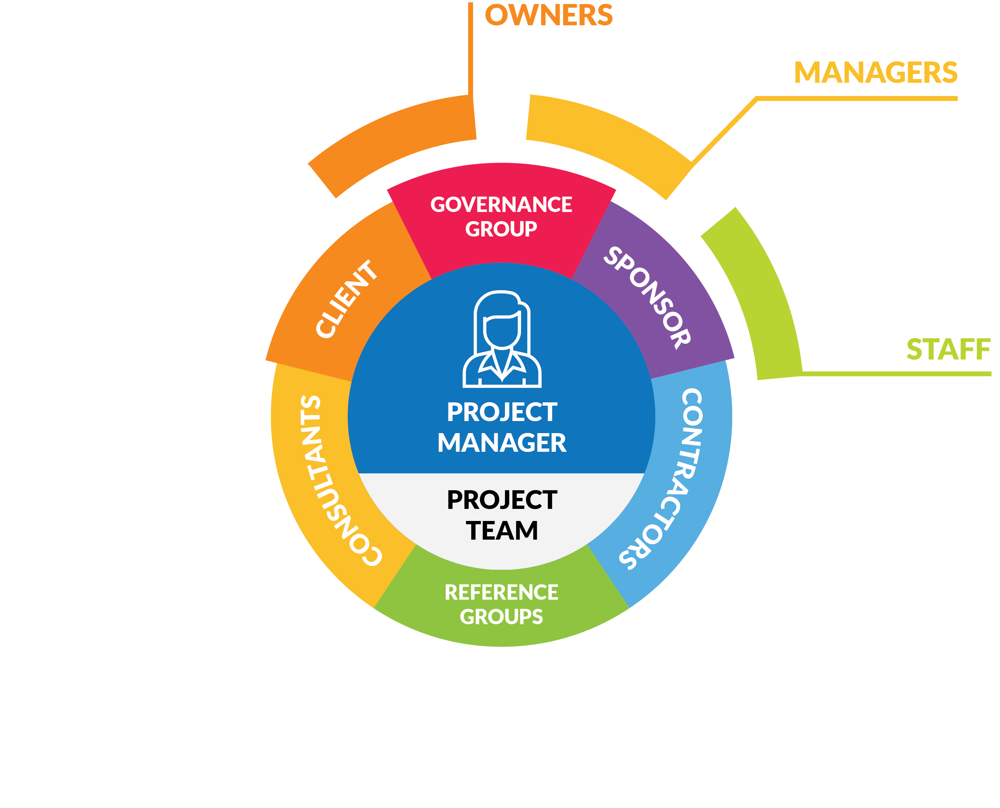 OWNERS
MANAGERS
GOVERNANCE
GROUP
CLIENT
SPONSOR
STAFF
PROJECT
MANAGER
CONSULTANTS
CONTRACTORS
PROJECT
TEAM
REFERENCE
GROUPS